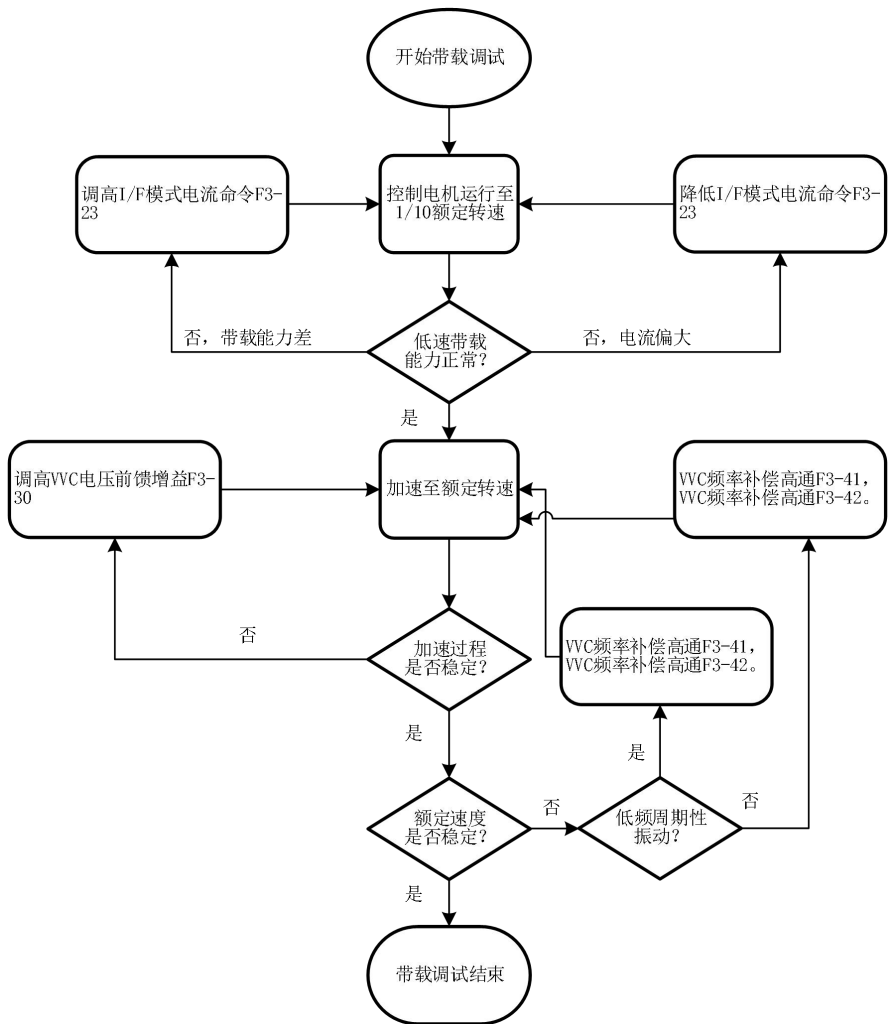 开始带载调试
调高I/F模式电流命令F3-
23
控制电机运行至
1/10额定转速
降低I/F模式电流命令F3-
23
否，带载能力差
低速带载
能力正常?
否，电流偏大
是
调高VVC电压前馈增益F3-
30
加速至额定转速
VVC频率补偿高通F3-41，
VVC频率补偿高通F3-42。
否
加速过程
是否稳定?
VVC频率补偿高通F3-41，
VVC频率补偿高通F3-42。
是
是
额定速度
是否稳定?
否
低频周期性
振动?
否
是
带载调试结束